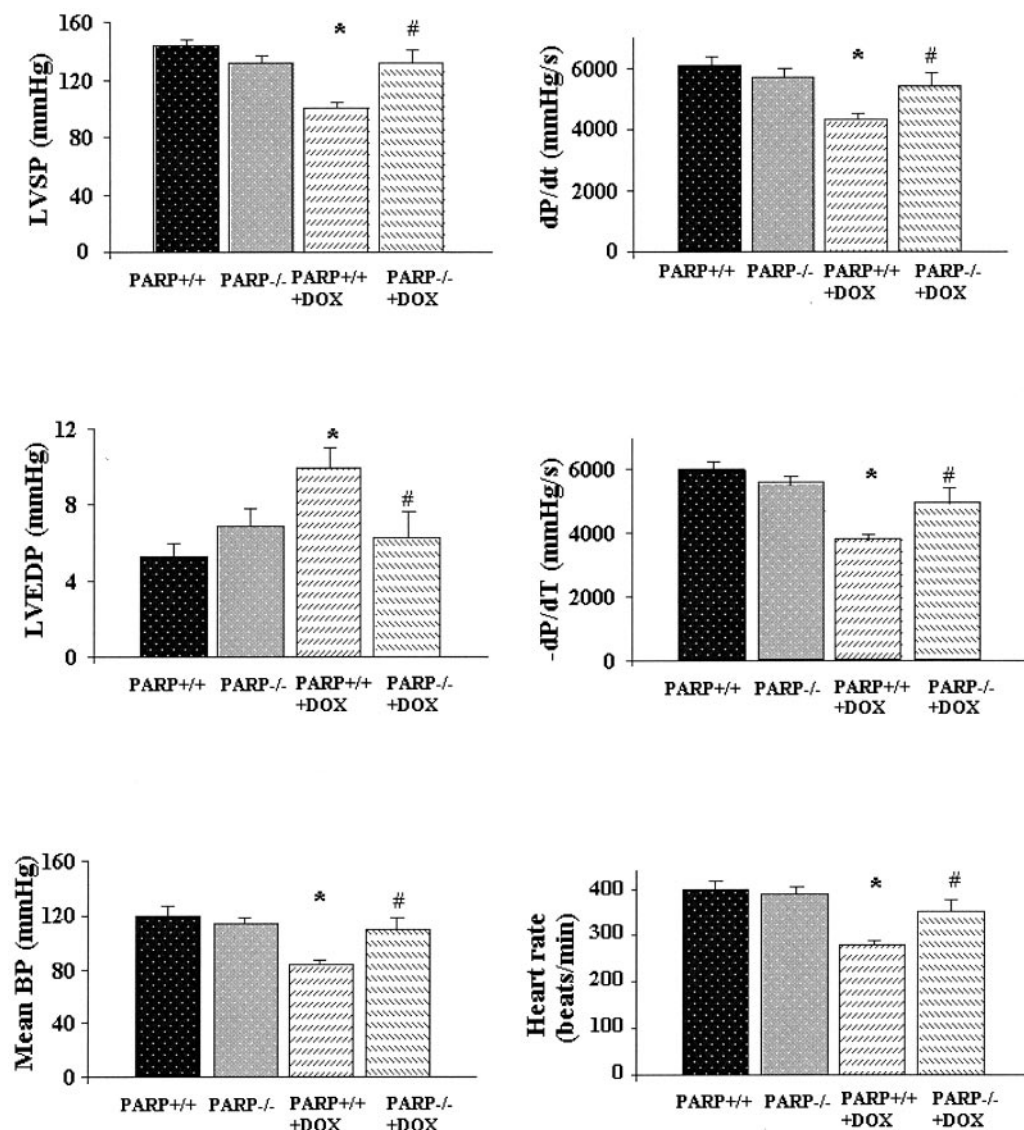 160
120
80
40
0
LVSP (mmHg)
*
#
PARP+/+ PARP-/- PARP+/+ PARP-/-
+DOX +DOX
6000
4000
2000
0
dP/dt (mmHg/s)
*
#
PARP+/+ PARP-/- PARP+/+ PARP-/-
+DOX +DOX
12
8
4
0
LVEDP (mmHg)
*
#
PARP+/+ PARP-/- PARP+/+ PARP-/-
+DOX +DOX
6000
4000
2000
0
-dP/dT (mmHg/s)
*
#
PARP+/+ PARP-/- PARP+/+ PARP-/-
+DOX +DOX
160
120
80
40
0
Mean BP (mmHg)
*
#
PARP+/+ PARP-/- PARP+/+ PARP-/-
+DOX +DOX
400
300
200
100
0
Heart rate
(beats/min)
*
#
PARP+/+ PARP-/- PARP+/+ PARP-/-
+DOX +DOX